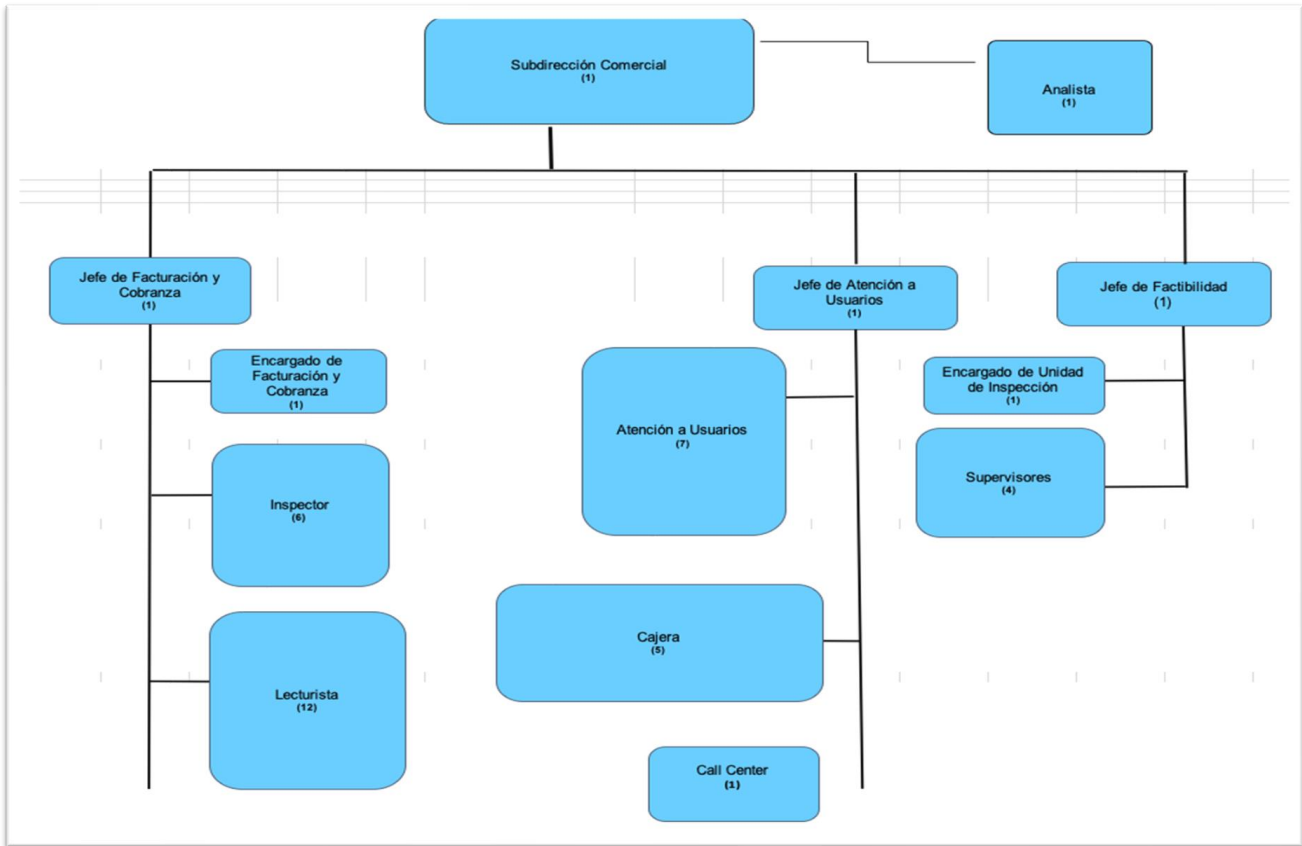 Subdirección Comercial
(1)
Analista
(1)
Jefe de Facturación y
Cobranza
(1)
Jefe de Atención a
Usuarios
(1)
Jefe de Factibilidad
(1)
Encargado de
Facturación y
Cobranza
(1)
Inspector
(6)
Lecturista
(12)
Atención a Usuarios
(7)
Cajera
(5)
Call Center
(1)
Encargado de Unidad
de Inspección
(1)
Supervisores
(4)